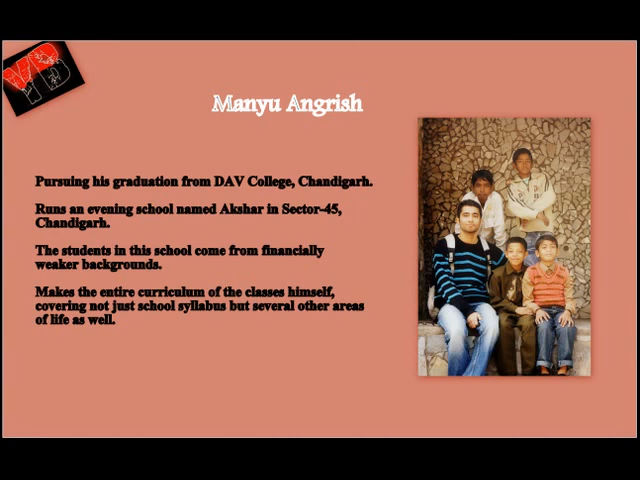 YB
Manyu Angrish
Pursuing his graduation from DAV College, Chandigarh.
Runs an evening school named Akshar in Sector-45,
Chandigarh.
The students in this school come from financially
weaker backgrounds.
Makes the entire curriculum of the classes himself,
covering not just school syllabus but several other areas
of life as well.